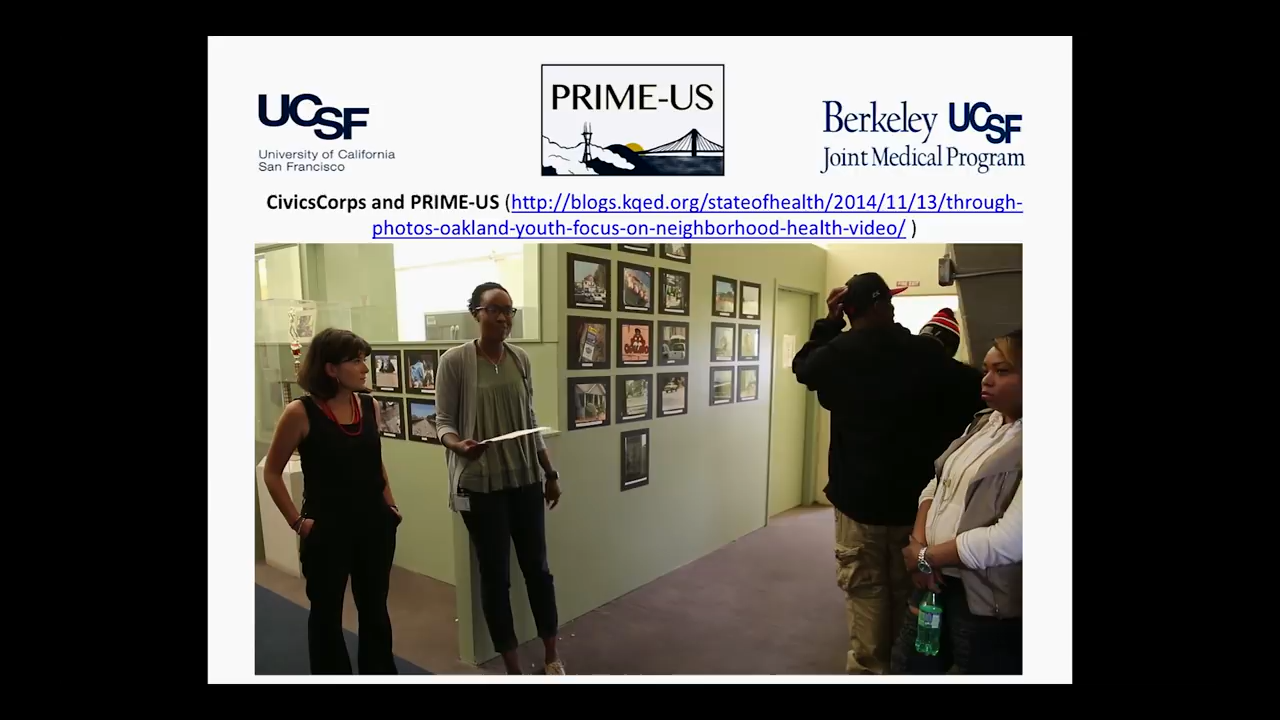 UCSF
University of California
San Francisco
PRIME-US
Berkeley UCSF
Joint Medical Program
CivicsCorps and PRIME-US (http://blogs.kqed.org/stateofhealth/2014/11/13/through-
photos-oakland-youth-focus-on-neighborhood-health-video/ )